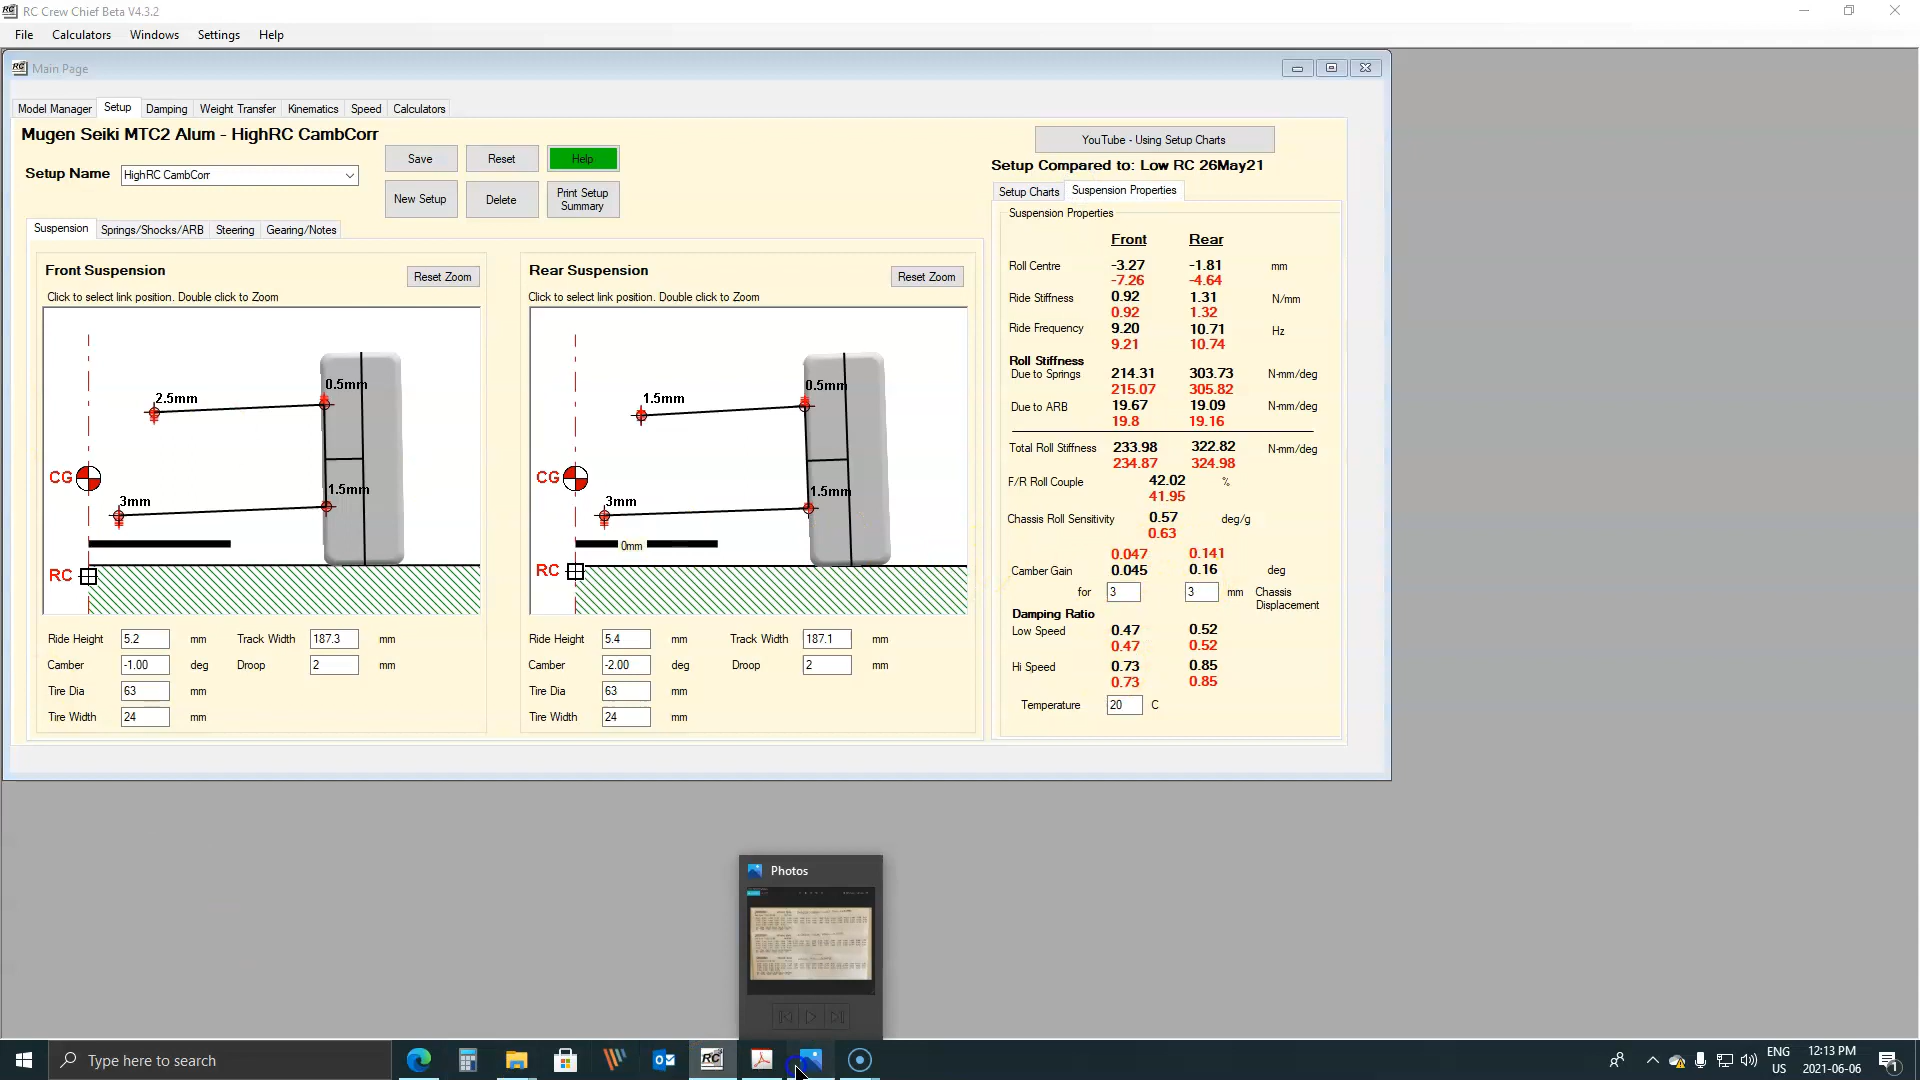 RC Crew Chief Beta V4.3.2
File Calculators Windows Settings Help
Main Page
Model Manager Setup Damping Weight Transfer Kinematics Speed Calculators
Mugen Seiki MTC2 Alum - HighRC CambCorr
Setup Name HighRC CambCorr
Save Reset Help
New Setup Delete Print Setup Summary
Suspension Springs/Shocks/ARB Steering Gearing/Notes
Front Suspension
Reset Zoom
Click to select link position. Double click to Zoom
2.5mm
0.5mm
CG
3mm
1.5mm
RC
Ride Height 5.2 mm Track Width 187.3 mm
Camber -1.00 deg Droop 2 mm
Tire Dia 63 mm
Tire Width 24 mm
Rear Suspension
Reset Zoom
Click to select link position. Double click to Zoom
1.5mm
0.5mm
CG
3mm
1.5mm
0mm
RC
Ride Height 5.4 mm Track Width 187.1 mm
Camber -2.00 deg Droop 2 mm
Tire Dia 63 mm
Tire Width 24 mm
YouTube - Using Setup Charts
Setup Compared to: Low RC 26May21
Setup Charts Suspension Properties
Suspension Properties
Front Rear
Roll Centre -3.27 -1.81 mm
-7.26 -4.64
Ride Stiffness 0.92 1.31 N/mm
0.92 1.32
Ride Frequency 9.20 10.71 Hz
9.21 10.74
Roll Stiffness
Due to Springs 214.31 303.73 N-mm/deg
215.07 305.82
Due to ARB 19.67 19.09 N-mm/deg
19.8 19.16
Total Roll Stiffness 233.98 322.82 N-mm/deg
234.87 324.98
F/R Roll Couple 42.02 %
41.95
Chassis Roll Sensitivity 0.57 deg/g
0.63
0.047 0.141
Camber Gain 0.045 0.16 deg
for 3 3 mm Chassis Displacement
Damping Ratio
Low Speed 0.47 0.52
0.47 0.52
Hi Speed 0.73 0.85
0.73 0.85
Temperature 20 C
Photos
Type here to search
RC
ENG
US
12:13 PM
2021-06-06
1